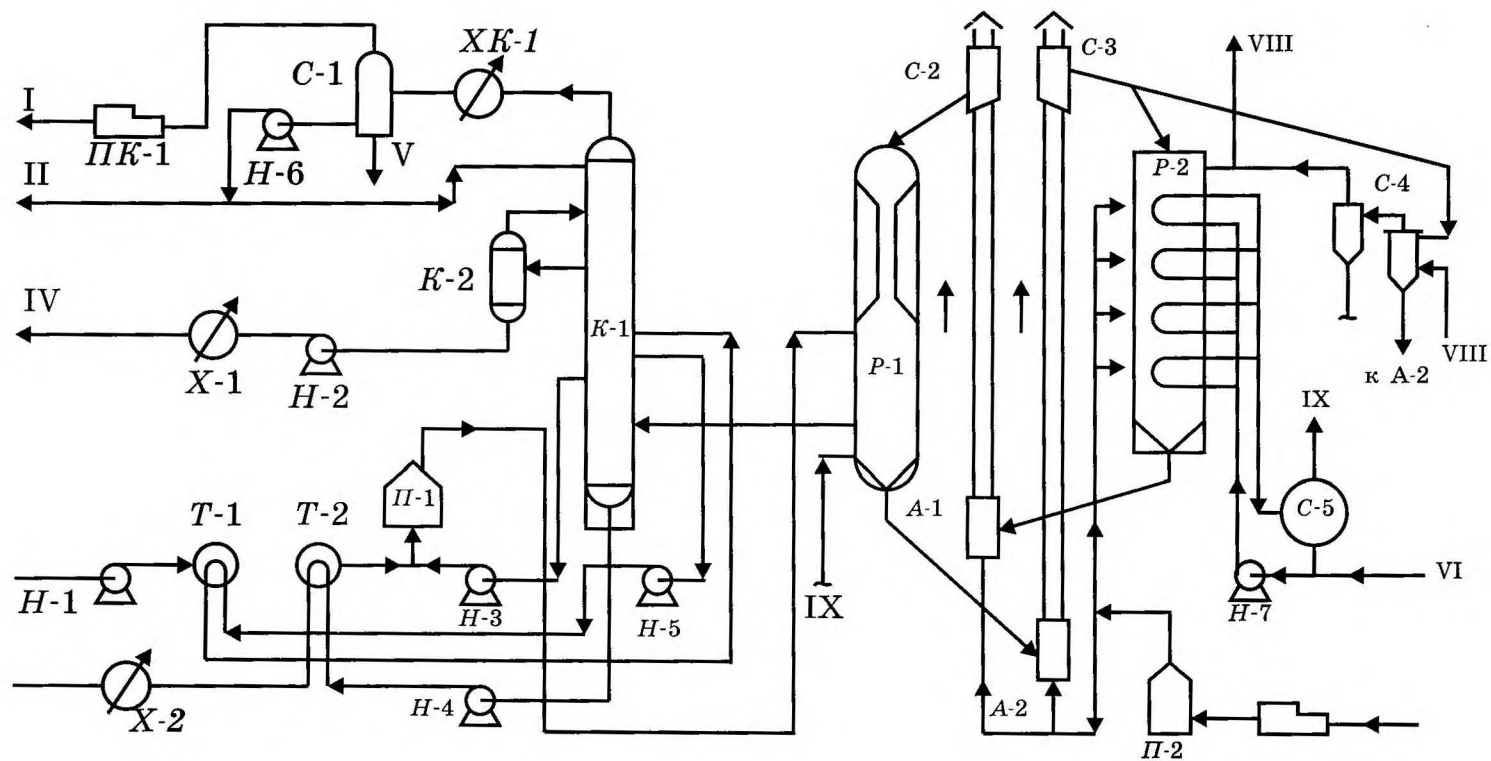 ХК-1
С-3
С-1
VIII
С-2
I
ПК-1
Н-6
V
Р-2
С-4
II
К-2
IV
К-1
Р-1
VIII
Х-1
Н-2
к А-2
IX
П-1
Т-1
Т-2
А-1
С-5
Н-1
Н-3
Н-5
IX
Н-7
VI
Х-2
Н-4
А-2
П-2